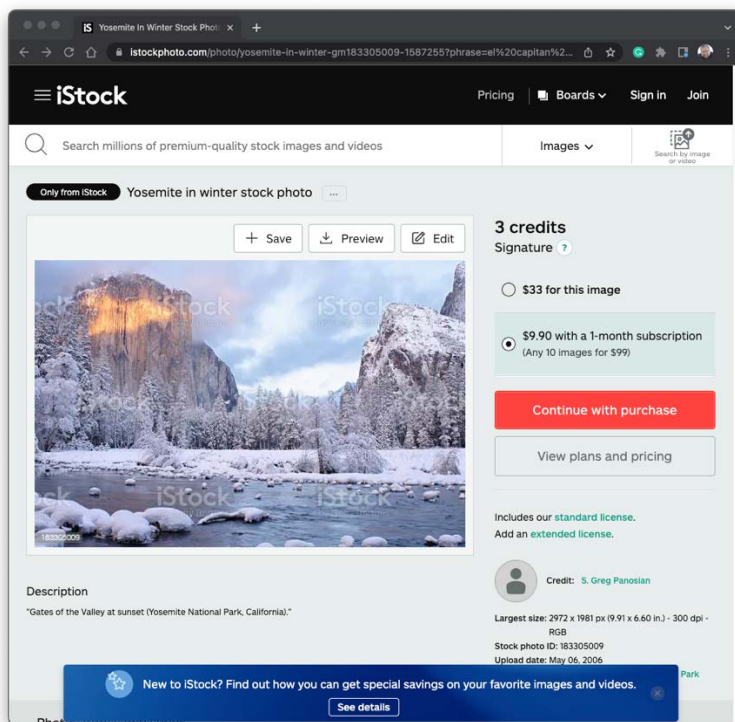 Yosemite In Winter Stock Phot
istockphoto.com/photo/yosemite-in-winter-gm183305009-1587255?phrase=el%20capitan%2...
iStock
Pricing
Boards
Sign in
Join
Search millions of premium-quality stock images and videos
Images
Search by image
or video
Only from iStock
Yosemite in winter stock photo
...
Save
Preview
Edit
iStock
iStock
iStock
iStock
183305009
3 credits
Signature ?
$33 for this image
$9.90 with a 1-month subscription
(Any 10 images for $99)
Continue with purchase
View plans and pricing
Includes our standard license.
Add an extended license.
Credit: S. Greg Panosian
Description
"Gates of the Valley at sunset (Yosemite National Park, California)."
Largest size: 2972 x 1981 px (9.91 x 6.60 in.) - 300 dpi -
RGB
Stock photo ID: 183305009
Upload date: May 06, 2006
Park
New to iStock? Find out how you can get special savings on your favorite images and videos.
See details